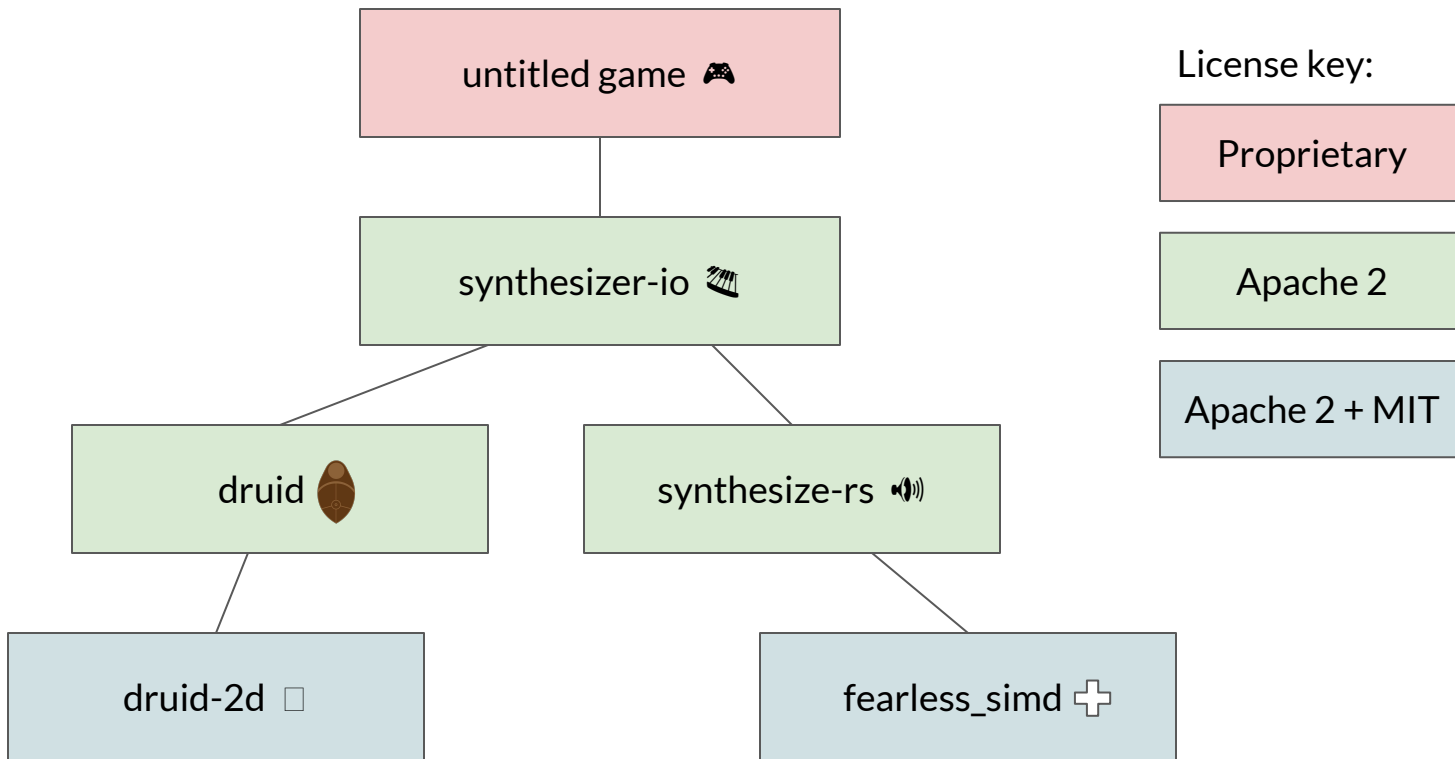 untitled game
License key:
Proprietary
synthesizer-io
Apache 2
Apache 2 + MIT
druid
synthesize-rs
druid-2d
fearless_simd